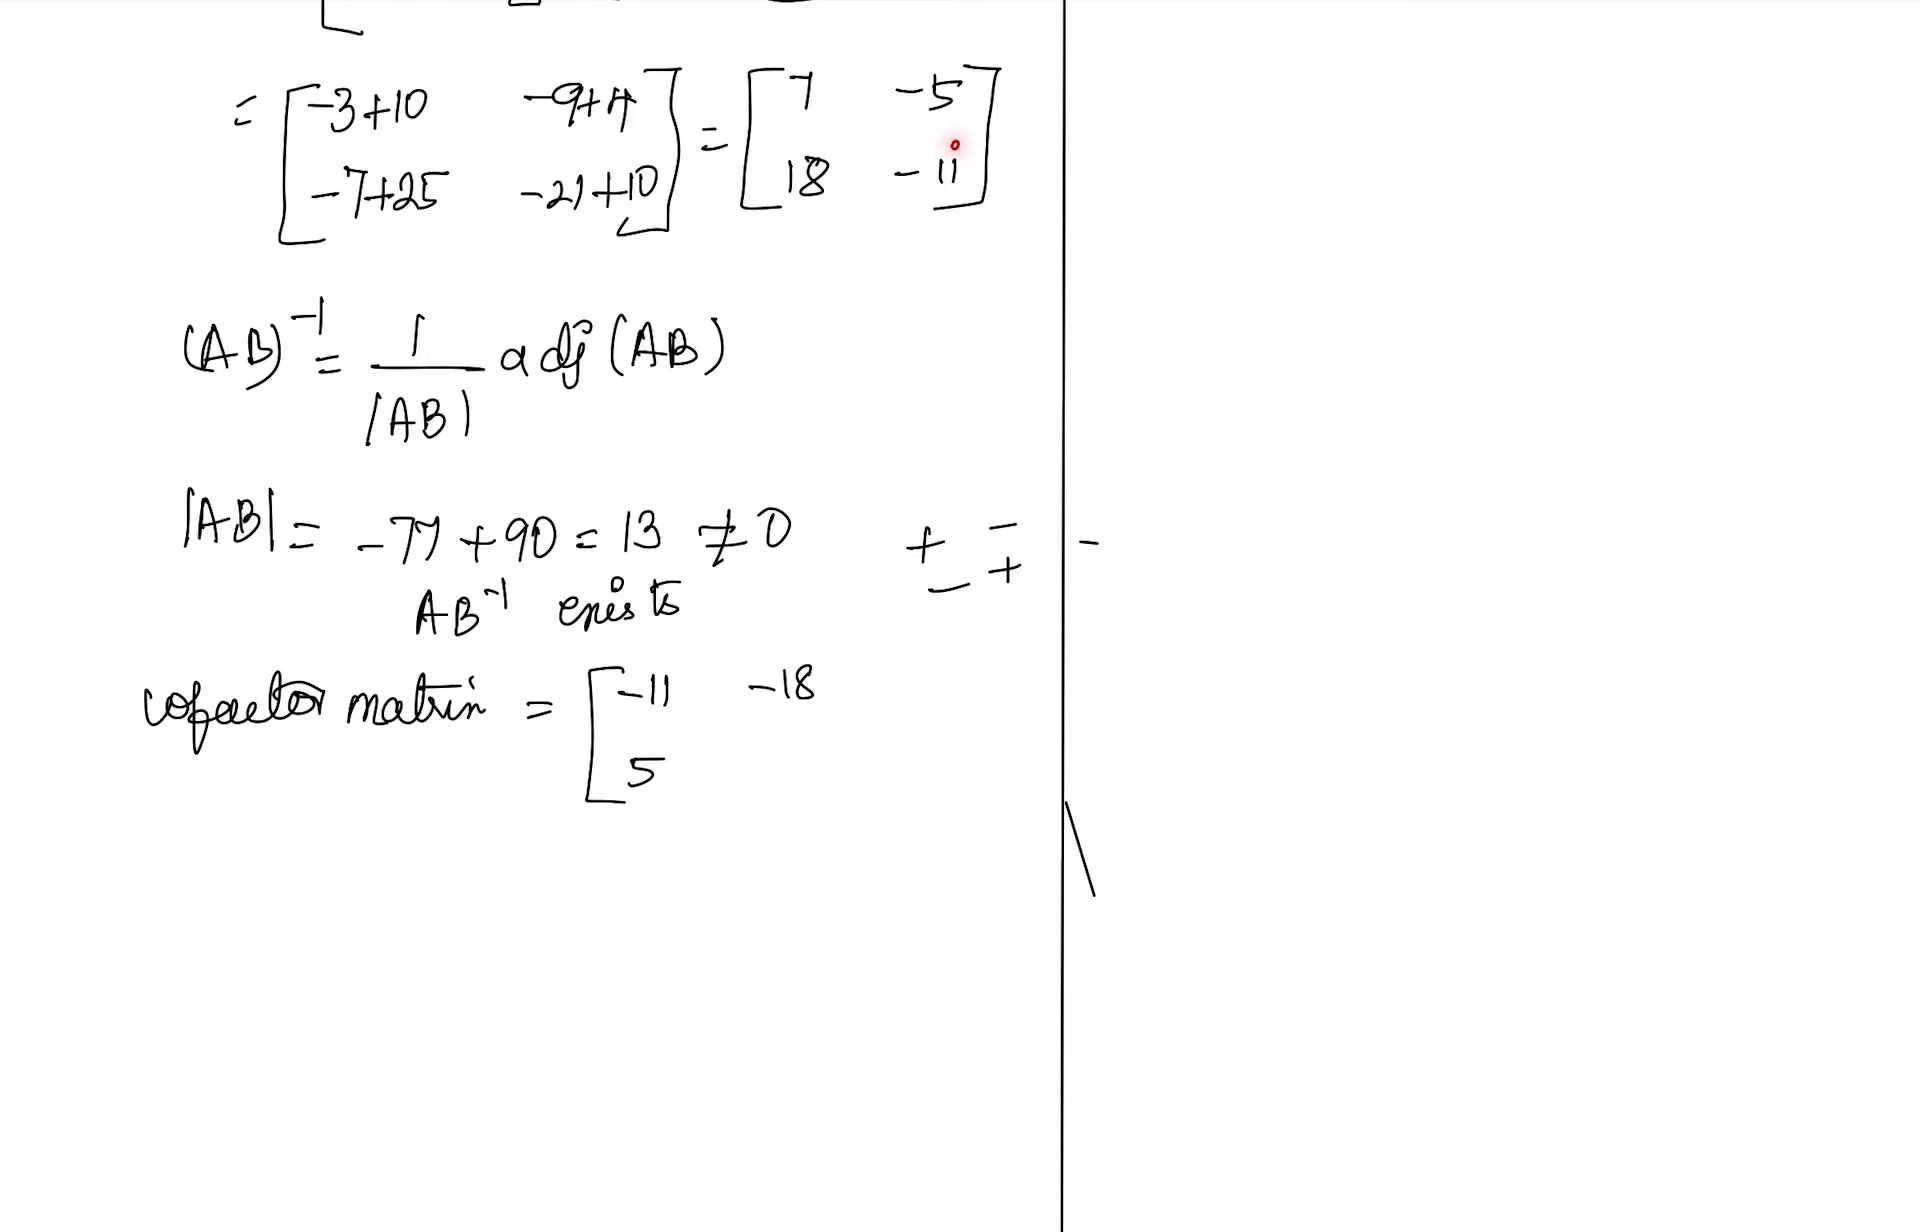 = [-3+10 -9+4 -7+25 -21+10] = [7 -5 18 -11]
(AB)⁻¹ = 1/|AB| adj (AB)
|AB| = -77 + 90 = 13 ≠ 0
+ - - + -
AB⁻¹ exists
cofactor matrix = [-11 -18
5